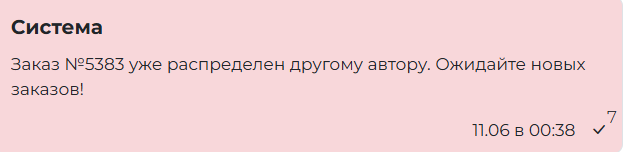 Система
Заказ №5383 уже распределен другому автору. Ожидайте новых
заказов!
11.06 в 00:38
7